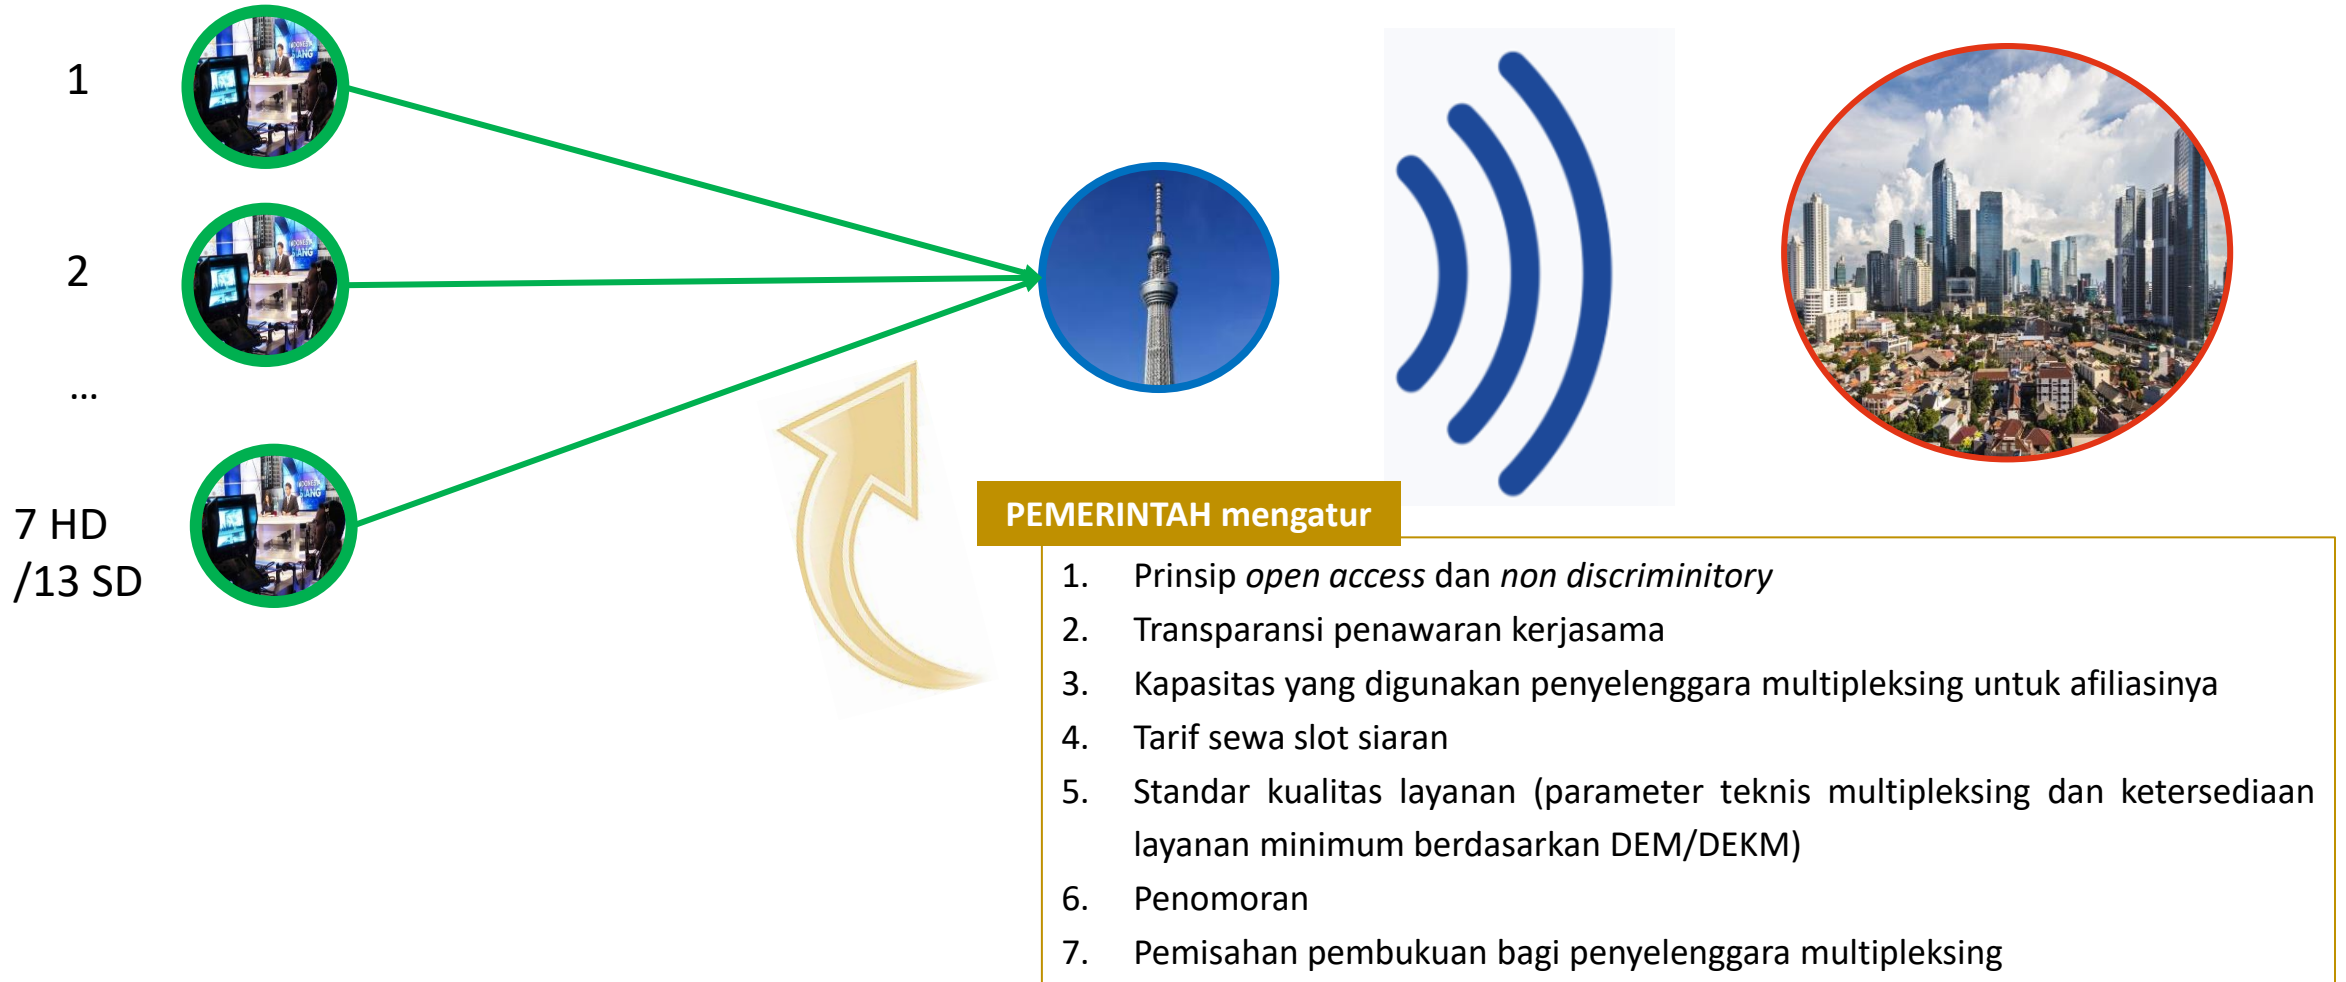 1
2
...
7 HD
/13 SD
PEMERINTAH mengatur
1. Prinsip open access dan non discriminitory
2. Transparansi penawaran kerjasama
3. Kapasitas yang digunakan penyelenggara multipleksing untuk afiliasinya
4. Tarif sewa slot siaran
5. Standar kualitas layanan (parameter teknis multipleksing dan ketersediaan
layanan minimum berdasarkan DEM/DEKM)
6. Penomoran
7. Pemisahan pembukuan bagi penyelenggara multipleksing